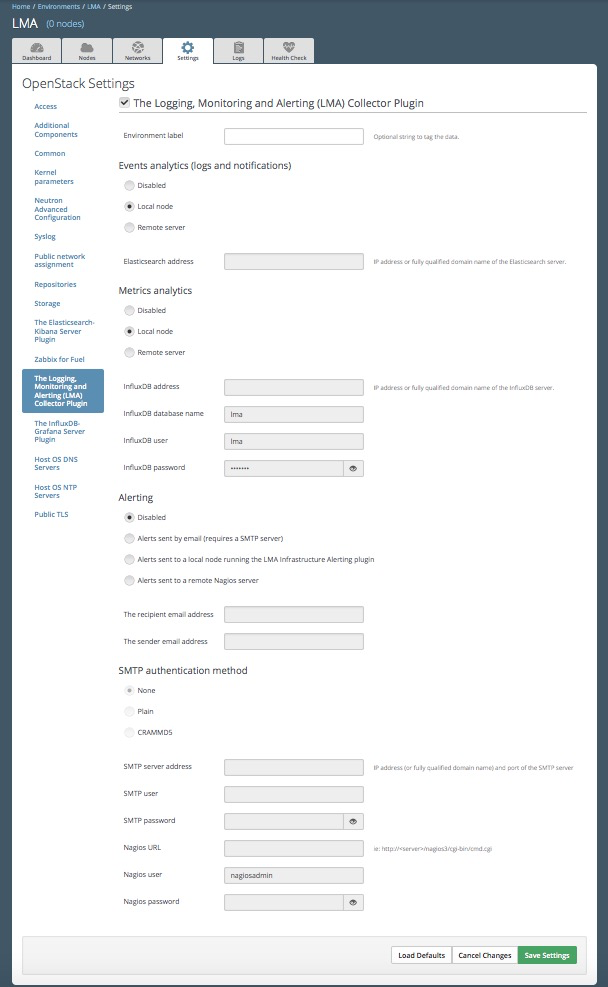 Home / Environments / LMA / Settings
LMA (0 nodes)
Dashboard Nodes Networks Settings Logs Health Check
OpenStack Settings
Access
Additional
Components
Common
Kernel
parameters
Neutron
Advanced
Configuration
Syslog
Public network
assignment
Repositories
Storage
The Elasticsearch-
Kibana Server
Plugin
Zabbix for Fuel
The Logging,
Monitoring and
Alerting (LMA)
Collector Plugin
The InfluxDB-
Grafana Server
Plugin
Host OS DNS
Servers
Host OS NTP
Servers
Public TLS
The Logging, Monitoring and Alerting (LMA) Collector Plugin
Environment label Optional string to tag the data.
Events analytics (logs and notifications)
Disabled
Local node
Remote server
Elasticsearch address IP address or fully qualified domain name of the Elasticsearch server.
Metrics analytics
Disabled
Local node
Remote server
InfluxDB address IP address or fully qualified domain name of the InfluxDB server.
InfluxDB database name lma
InfluxDB user lma
InfluxDB password •••••••
Alerting
Disabled
Alerts sent by email (requires a SMTP server)
Alerts sent to a local node running the LMA Infrastructure Alerting plugin
Alerts sent to a remote Nagios server
The recipient email address
The sender email address
SMTP authentication method
None
Plain
CRAMMD5
SMTP server address IP address (or fully qualified domain name) and port of the SMTP server
SMTP user
SMTP password
Nagios URL ie: http://<server>/nagios3/cgi-bin/cmd.cgi
Nagios user nagiosadmin
Nagios password
Load Defaults Cancel Changes Save Settings